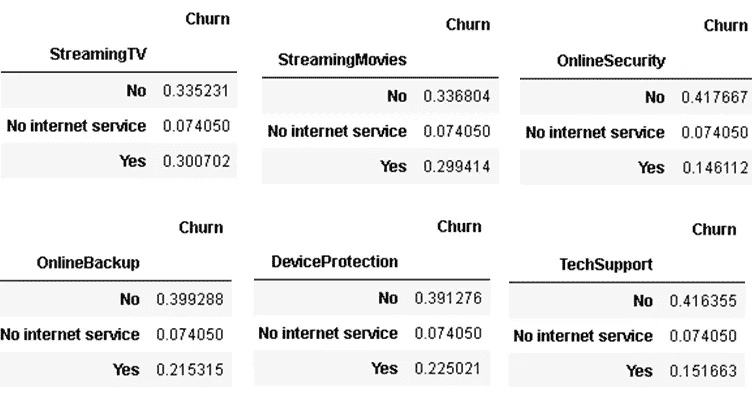 Churn
StreamingTV
No 0.335231
No internet service 0.074050
Yes 0.300702
Churn
StreamingMovies
No 0.336804
No internet service 0.074050
Yes 0.299414
Churn
OnlineSecurity
No 0.417667
No internet service 0.074050
Yes 0.146112
Churn
OnlineBackup
No 0.399288
No internet service 0.074050
Yes 0.215315
Churn
DeviceProtection
No 0.391276
No internet service 0.074050
Yes 0.225021
Churn
TechSupport
No 0.416355
No internet service 0.074050
Yes 0.151663